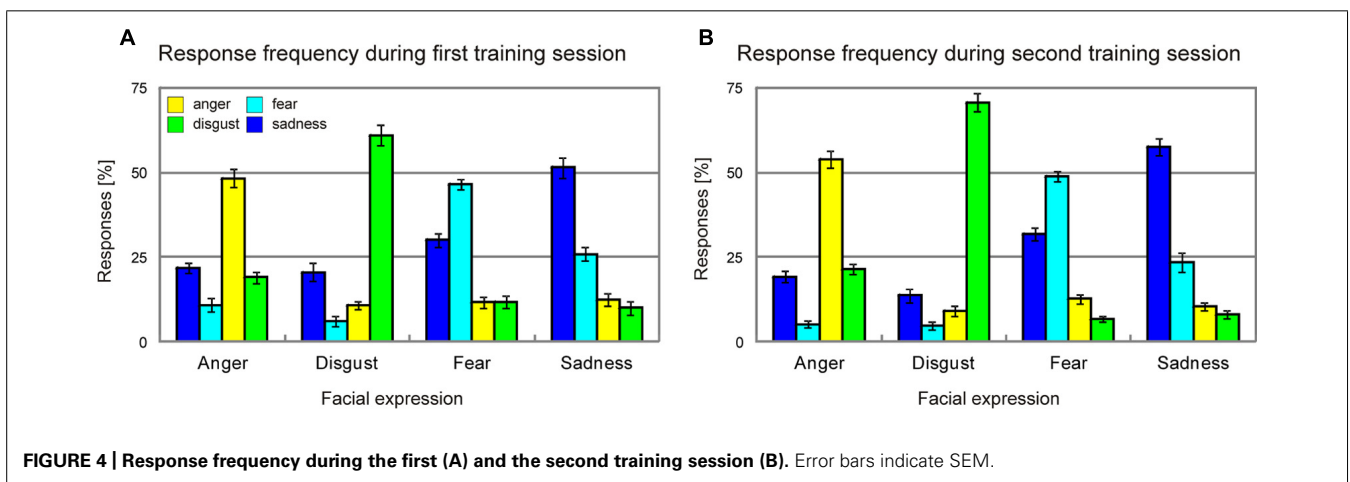 A
Response frequency during first training session
75
50
25
0
Responses [%]
anger
fear
disgust
sadness
Anger
Disgust
Fear
Sadness
Facial expression
B
Response frequency during second training session
75
50
25
0
Responses [%]
Anger
Disgust
Fear
Sadness
Facial expression
FIGURE 4 | Response frequency during the first (A) and the second training session (B). Error bars indicate SEM.